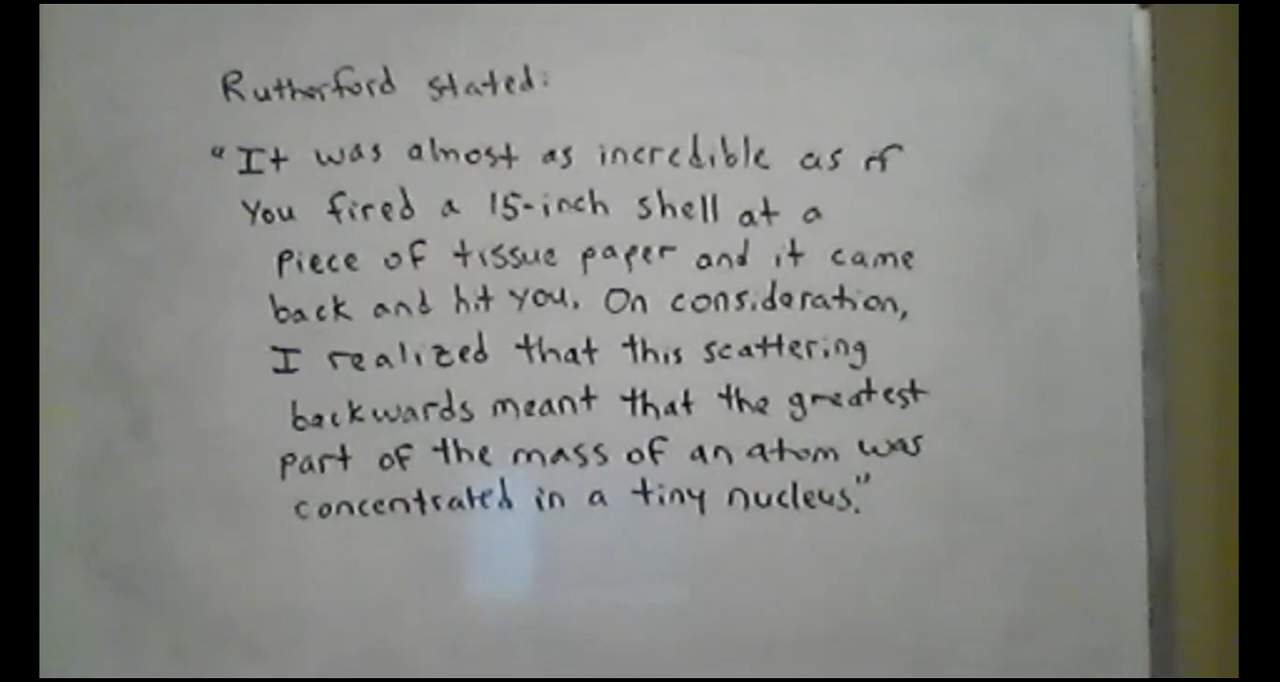 Rutherford stated:
"It was almost as incredible as if
you fired a 15-inch shell at a
piece of tissue paper and it came
back and hit you. On consideration,
I realized that this scattering
backwards meant that the greatest
part of the mass of an atom was
concentrated in a tiny nucleus."